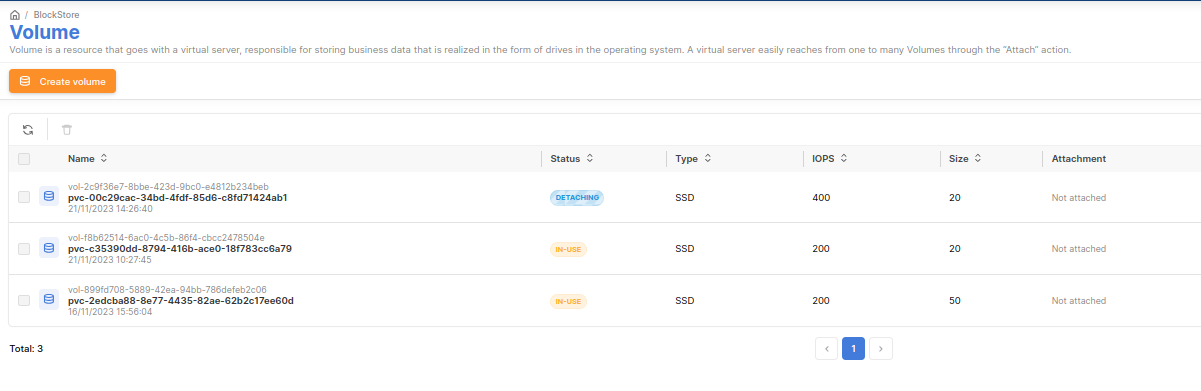 / BlockStore
Volume
Volume is a resource that goes with a virtual server, responsible for storing business data that is realized in the form of drives in the operating system. A virtual server easily reaches from one to many Volumes through the “Attach” action.
Create volume
Name Status Type IOPS Size Attachment
vol-2c9f36e7-8bbe-423d-9bc0-e4812b234beb
pvc-00c29cac-34bd-4fdf-85d6-c8fd71424ab1 DETACHING SSD 400 20 Not attached
21/11/2023 14:26:40
vol-f8b62514-6ac0-4c5b-86f4-cbcc2478504e
pvc-c35390dd-8794-416b-ace0-18f783cc6a79 IN-USE SSD 200 20 Not attached
21/11/2023 10:27:45
vol-899fd708-5889-42ea-94bb-786defeb2c06
pvc-2edcba88-8e77-4435-82ae-62b2c17ee60d IN-USE SSD 200 50 Not attached
16/11/2023 15:56:04
Total: 3 ‹ 1 ›